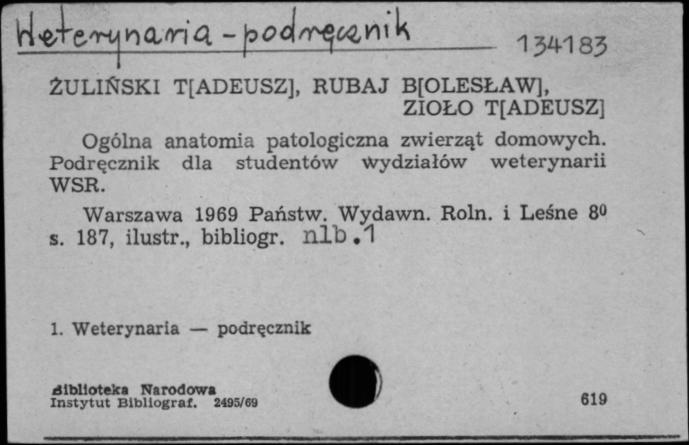 Weterynaria - podręcznik
134183
ŻULIŃSKI T[ADEUSZ], RUBAJ B[OLESŁAW],
ZIOŁO T[ADEUSZ]
Ogólna anatomia patologiczna zwierząt domowych.
Podręcznik dla studentów wydziałów weterynarii
WSR.
Warszawa 1969 Państw. Wydawn. Roln. i Leśne 8⁰
s. 187, ilustr., bibliogr. nlb.1
1. Weterynaria — podręcznik
Biblioteka Narodowa
Instytut Bibliograf. 2495/69
619